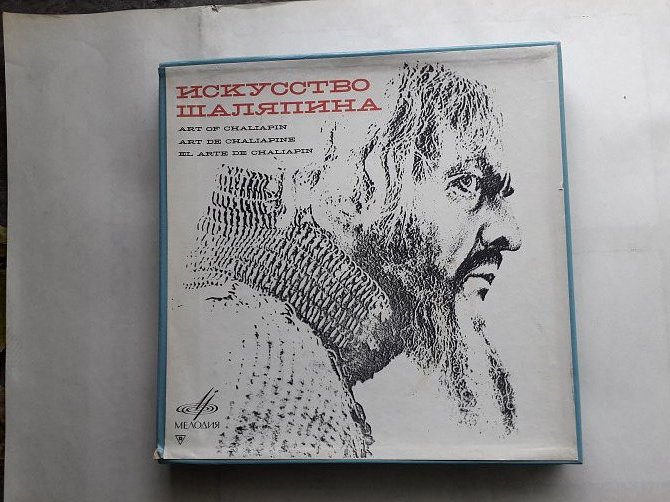 ИСКУССТВО
ШАЛЯПИНА
ART OF CHALIAPIN
ART DE CHALIAPINE
EL ARTE DE CHALIAPIN
МЕЛОДИЯ